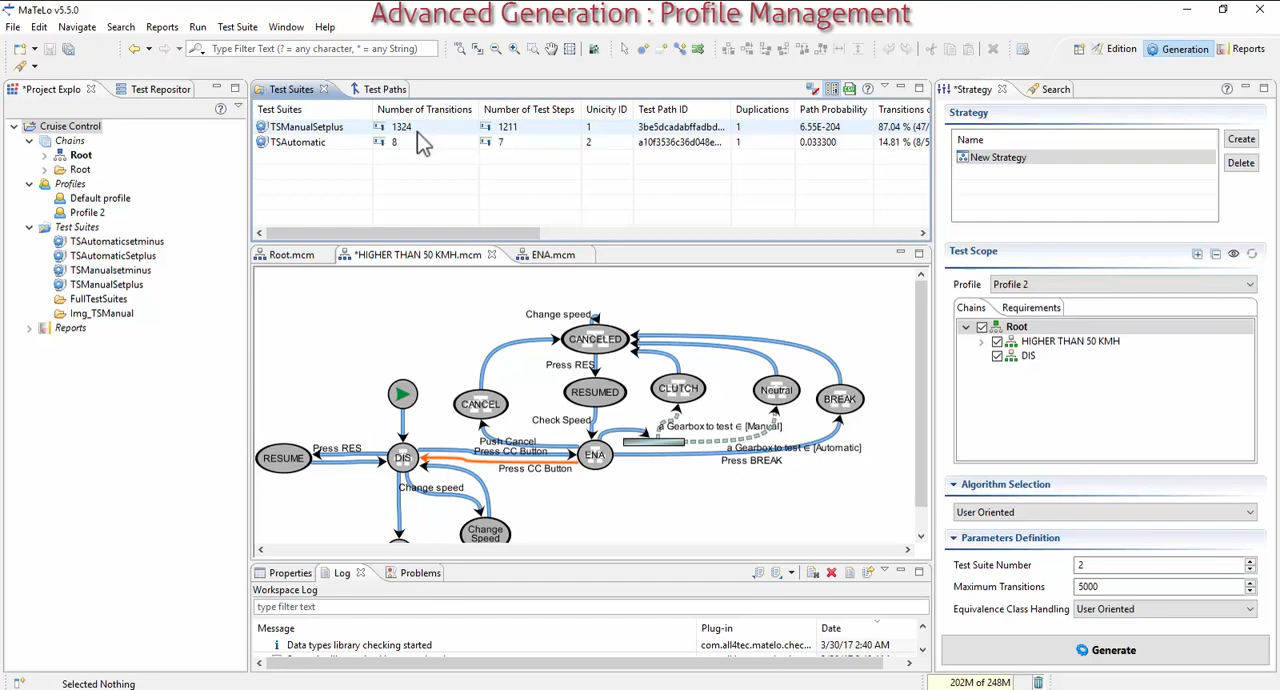 MaTeLo v5.5.0
Advanced Generation : Profile Management
File Edit Navigate Search Reports Run Test Suite Window Help
Type Filter Text (? = any character, * = any String)
Edition Generation Reports
*Project Explo Test Repositor
Test Suites Test Paths
*Strategy Search
Cruise Control
Chains
Root
Root
Profiles
Default profile
Profile 2
Test Suites
TSAutomaticsetminus
TSAutomaticSetplus
TSManualsetminus
TSManualSetplus
FullTestSuites
Img_TSManual
Reports
Test Suites Number of Transitions Number of Test Steps Unicity ID Test Path ID Duplications Path Probability Transitions c
TSManualSetplus 1324 1211 1 3be5dcadabffadbd... 1 6.55E-204 87.04 % (47/
TSAutomatic 8 7 2 a10f3536c36d048e... 1 0.033300 14.81 % (8/5
Root.mcm *HIGHER THAN 50 KMH.mcm ENA.mcm
Change speed
CANCELED
Press RES
CANCEL
RESUMED
CLUTCH
Neutral
BREAK
Check Speed
a Gearbox to test ∈ [Manual]
Push Cancel
Press CC Button
a Gearbox to test ∈ [Automatic]
Press RES
RESUME
DIS
ENA
Press CC Button
Press BREAK
Change speed
Change Speed
Strategy
Name
New Strategy
Create
Delete
Test Scope
Profile Profile 2
Chains Requirements
Root
HIGHER THAN 50 KMH
DIS
Algorithm Selection
User Oriented
Parameters Definition
Test Suite Number 2
Maximum Transitions 5000
Equivalence Class Handling User Oriented
Generate
Properties Log Problems
Workspace Log
type filter text
Message Plug-in Date
Data types library checking started com.all4tec.matelo.chec... 3/30/17 2:40 AM
Selected Nothing
202M of 248M